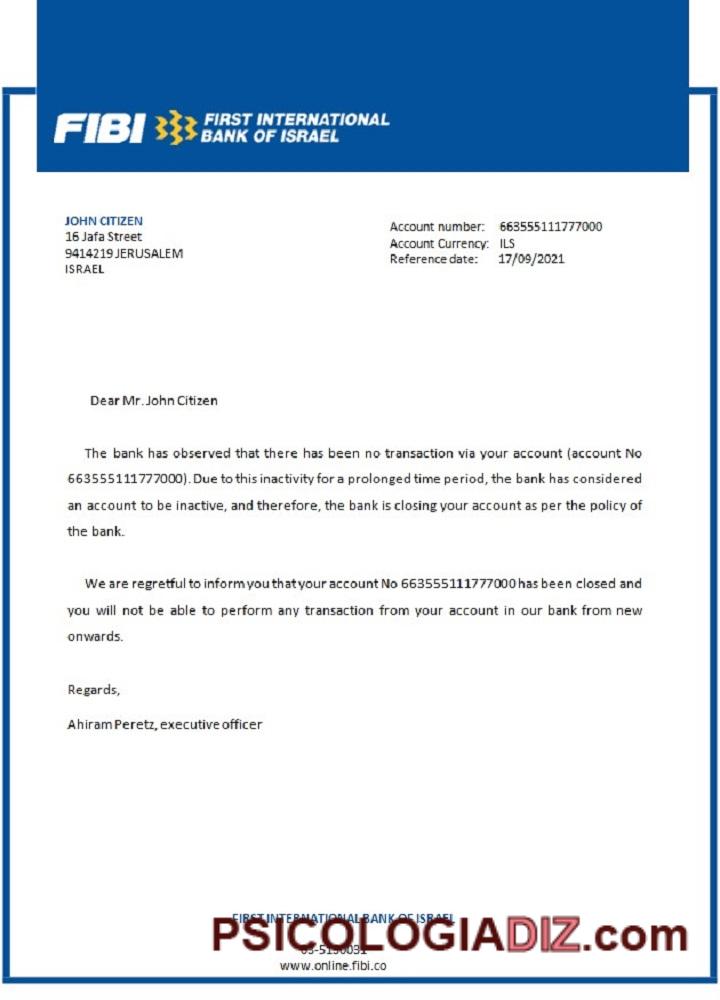 FIBI FIRST INTERNATIONAL
BANK OF ISRAEL
JOHN CITIZEN
16 Jafa Street
9414219 JERUSALEM
ISRAEL
Account number: 663555111777000
Account Currency: ILS
Reference date: 17/09/2021
Dear Mr. John Citizen
The bank has observed that there has been no transaction via your account (account No
663555111777000). Due to this inactivity for a prolonged time period, the bank has considered
an account to be inactive, and therefore, the bank is closing your account as per the policy of
the bank.
We are regretful to inform you that your account No 663555111777000 has been closed and
you will not be able to perform any transaction from your account in our bank from new
onwards.
Regards,
Ahiram Peretz, executive officer
FIRST INTERNATIONAL BANK OF ISRAEL
PSICOLOGIADIZ.com
www.online.fibi.co